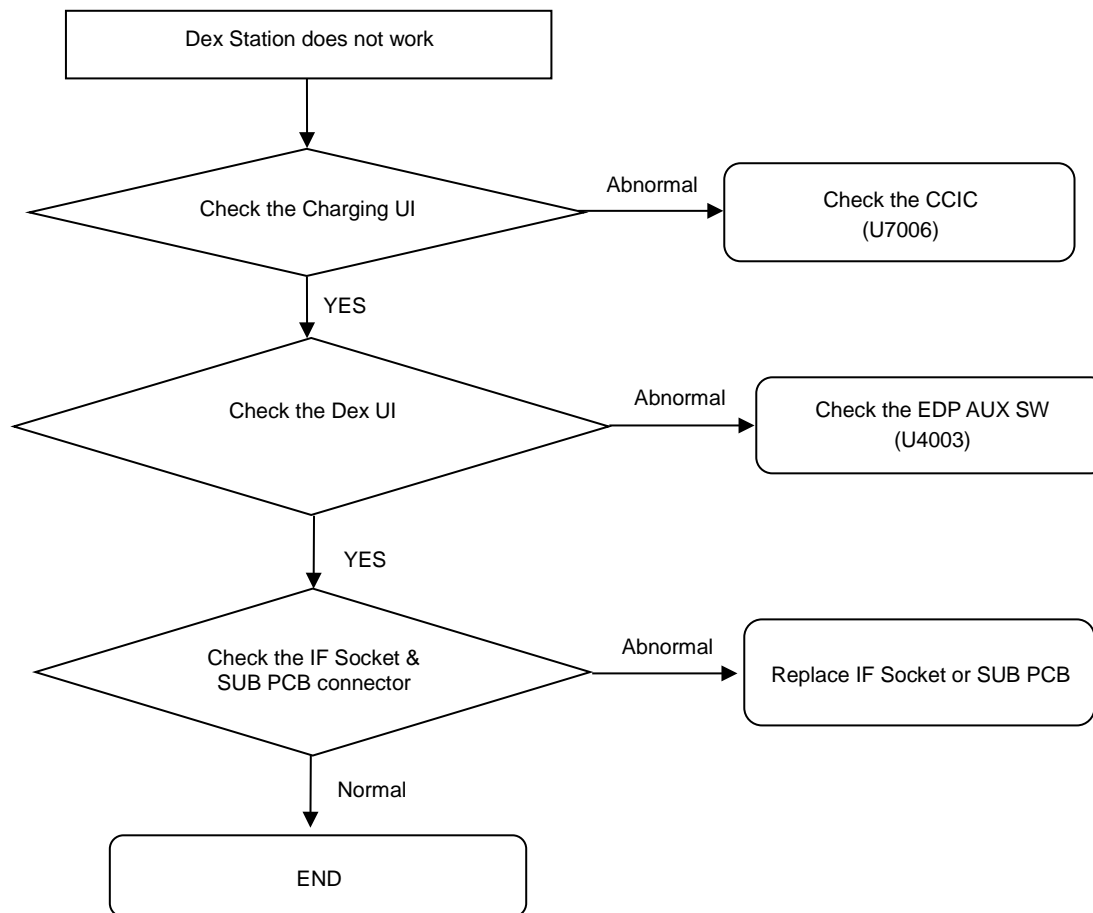 Dex Station does not work
Abnormal
Check the Charging UI
Check the CCIC
(U7006)
YES
Abnormal
Check the Dex UI
Check the EDP AUX SW
(U4003)
YES
Abnormal
Check the IF Socket &
SUB PCB connector
Replace IF Socket or SUB PCB
Normal
END